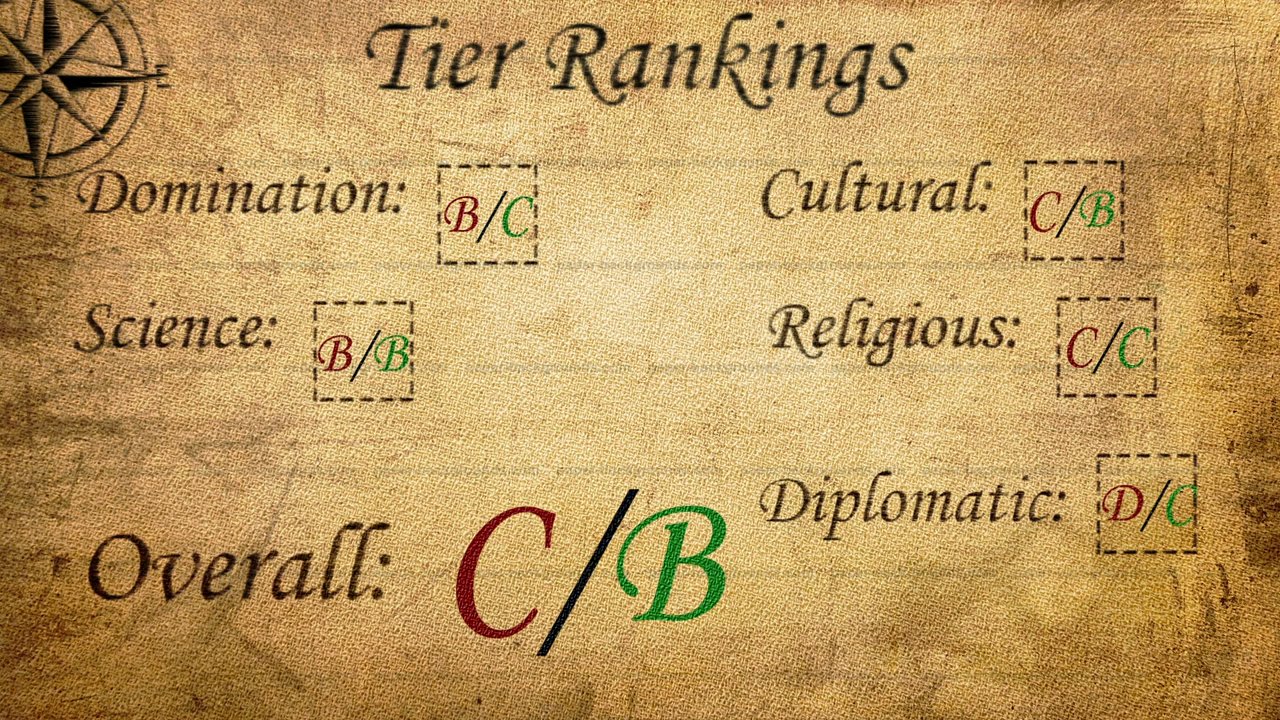 Tier Rankings
E
S
Domination: B/C
Cultural: C/B
Science: B/B
Religious: C/C
Diplomatic: D/C
Overall: C/B